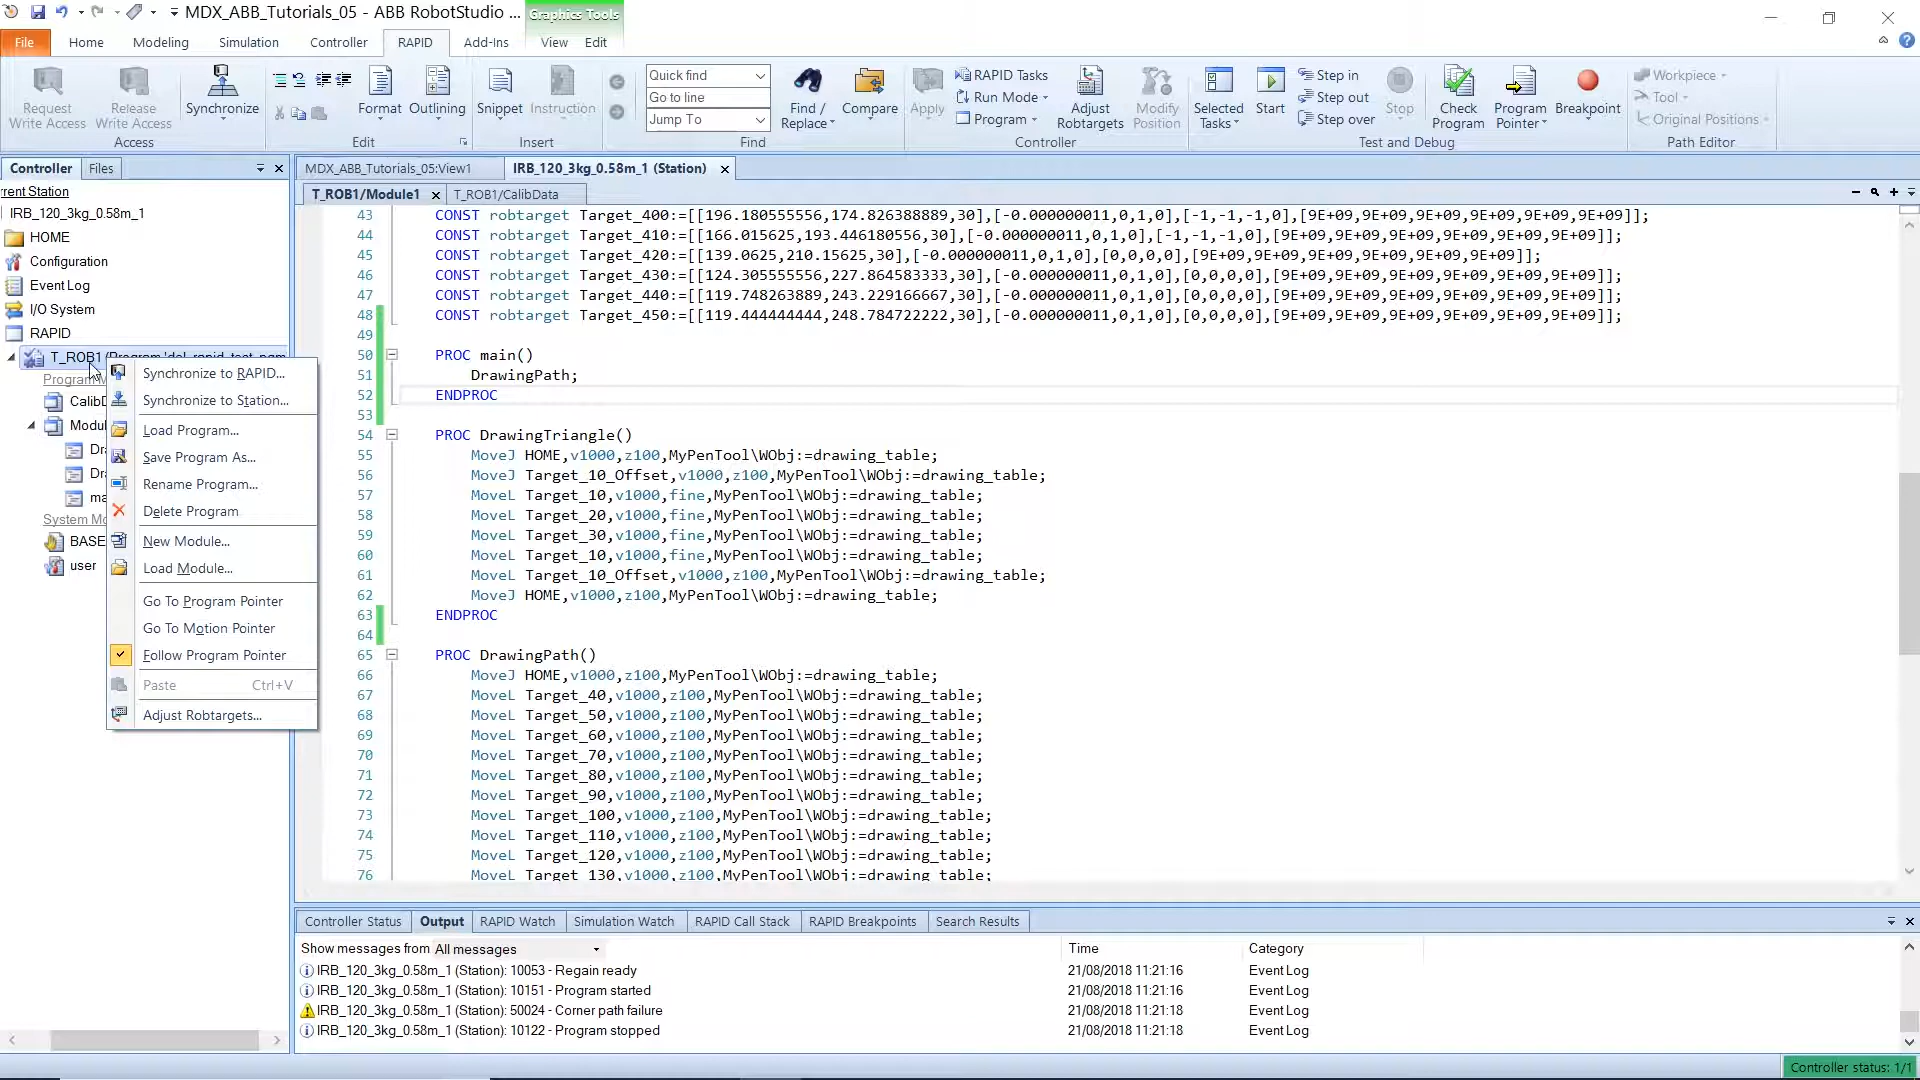 MDX_ABB_Tutorials_05 - ABB RobotStudio ...
Graphics Tools
File
Home
Modeling
Simulation
Controller
RAPID
Add-Ins
View
Edit
Request Write Access
Release Write Access
Access
Synchronize
Format
Outlining
Edit
Snippet
Instruction
Insert
Quick find
Go to line
Jump To
Find / Replace
Compare
Find
Apply
RAPID Tasks
Run Mode
Program
Adjust Robtargets
Modify Position
Controller
Selected Tasks
Start
Step in
Step out
Step over
Stop
Check Program
Program Pointer
Breakpoint
Test and Debug
Workpiece
Tool
Original Positions
Path Editor
Controller
Files
rent Station
IRB_120_3kg_0.58m_1
HOME
Configuration
Event Log
I/O System
RAPID
T_ROB1
CalibD
Modul
Dra
Dra
ma
System Mo
BASE
user
Synchronize to RAPID...
Synchronize to Station...
Load Program...
Save Program As...
Rename Program...
Delete Program
New Module...
Load Module...
Go To Program Pointer
Go To Motion Pointer
Follow Program Pointer
Paste Ctrl+V
Adjust Robtargets...
MDX_ABB_Tutorials_05:View1
IRB_120_3kg_0.58m_1 (Station)
T_ROB1/Module1
T_ROB1/CalibData
43 CONST robtarget Target_400:=[[196.180555556,174.826388889,30],[-0.000000011,0,1,0],[-1,-1,-1,0],[9E+09,9E+09,9E+09,9E+09,9E+09,9E+09]];
44 CONST robtarget Target_410:=[[166.015625,193.446180556,30],[-0.000000011,0,1,0],[-1,-1,-1,0],[9E+09,9E+09,9E+09,9E+09,9E+09,9E+09]];
45 CONST robtarget Target_420:=[[139.0625,210.15625,30],[-0.000000011,0,1,0],[0,0,0,0],[9E+09,9E+09,9E+09,9E+09,9E+09,9E+09]];
46 CONST robtarget Target_430:=[[124.305555556,227.864583333,30],[-0.000000011,0,1,0],[0,0,0,0],[9E+09,9E+09,9E+09,9E+09,9E+09,9E+09]];
47 CONST robtarget Target_440:=[[119.748263889,243.229166667,30],[-0.000000011,0,1,0],[0,0,0,0],[9E+09,9E+09,9E+09,9E+09,9E+09,9E+09]];
48 CONST robtarget Target_450:=[[119.444444444,248.784722222,30],[-0.000000011,0,1,0],[0,0,0,0],[9E+09,9E+09,9E+09,9E+09,9E+09,9E+09]];
49
50 PROC main()
51 DrawingPath;
52 ENDPROC
53
54 PROC DrawingTriangle()
55 MoveJ HOME,v1000,z100,MyPenTool\WObj:=drawing_table;
56 MoveJ Target_10_Offset,v1000,z100,MyPenTool\WObj:=drawing_table;
57 MoveL Target_10,v1000,fine,MyPenTool\WObj:=drawing_table;
58 MoveL Target_20,v1000,fine,MyPenTool\WObj:=drawing_table;
59 MoveL Target_30,v1000,fine,MyPenTool\WObj:=drawing_table;
60 MoveL Target_10,v1000,fine,MyPenTool\WObj:=drawing_table;
61 MoveL Target_10_Offset,v1000,z100,MyPenTool\WObj:=drawing_table;
62 MoveJ HOME,v1000,z100,MyPenTool\WObj:=drawing_table;
63 ENDPROC
64
65 PROC DrawingPath()
66 MoveJ HOME,v1000,z100,MyPenTool\WObj:=drawing_table;
67 MoveL Target_40,v1000,z100,MyPenTool\WObj:=drawing_table;
68 MoveL Target_50,v1000,z100,MyPenTool\WObj:=drawing_table;
69 MoveL Target_60,v1000,z100,MyPenTool\WObj:=drawing_table;
70 MoveL Target_70,v1000,z100,MyPenTool\WObj:=drawing_table;
71 MoveL Target_80,v1000,z100,MyPenTool\WObj:=drawing_table;
72 MoveL Target_90,v1000,z100,MyPenTool\WObj:=drawing_table;
73 MoveL Target_100,v1000,z100,MyPenTool\WObj:=drawing_table;
74 MoveL Target_110,v1000,z100,MyPenTool\WObj:=drawing_table;
75 MoveL Target_120,v1000,z100,MyPenTool\WObj:=drawing_table;
76 MoveL Target_130,v1000,z100,MyPenTool\WObj:=drawing_table;
Controller Status
Output
RAPID Watch
Simulation Watch
RAPID Call Stack
RAPID Breakpoints
Search Results
Show messages from All messages Time Category
IRB_120_3kg_0.58m_1 (Station): 10053 - Regain ready 21/08/2018 11:21:16 Event Log
IRB_120_3kg_0.58m_1 (Station): 10151 - Program started 21/08/2018 11:21:16 Event Log
IRB_120_3kg_0.58m_1 (Station): 50024 - Corner path failure 21/08/2018 11:21:18 Event Log
IRB_120_3kg_0.58m_1 (Station): 10122 - Program stopped 21/08/2018 11:21:18 Event Log
Controller status: 1/1